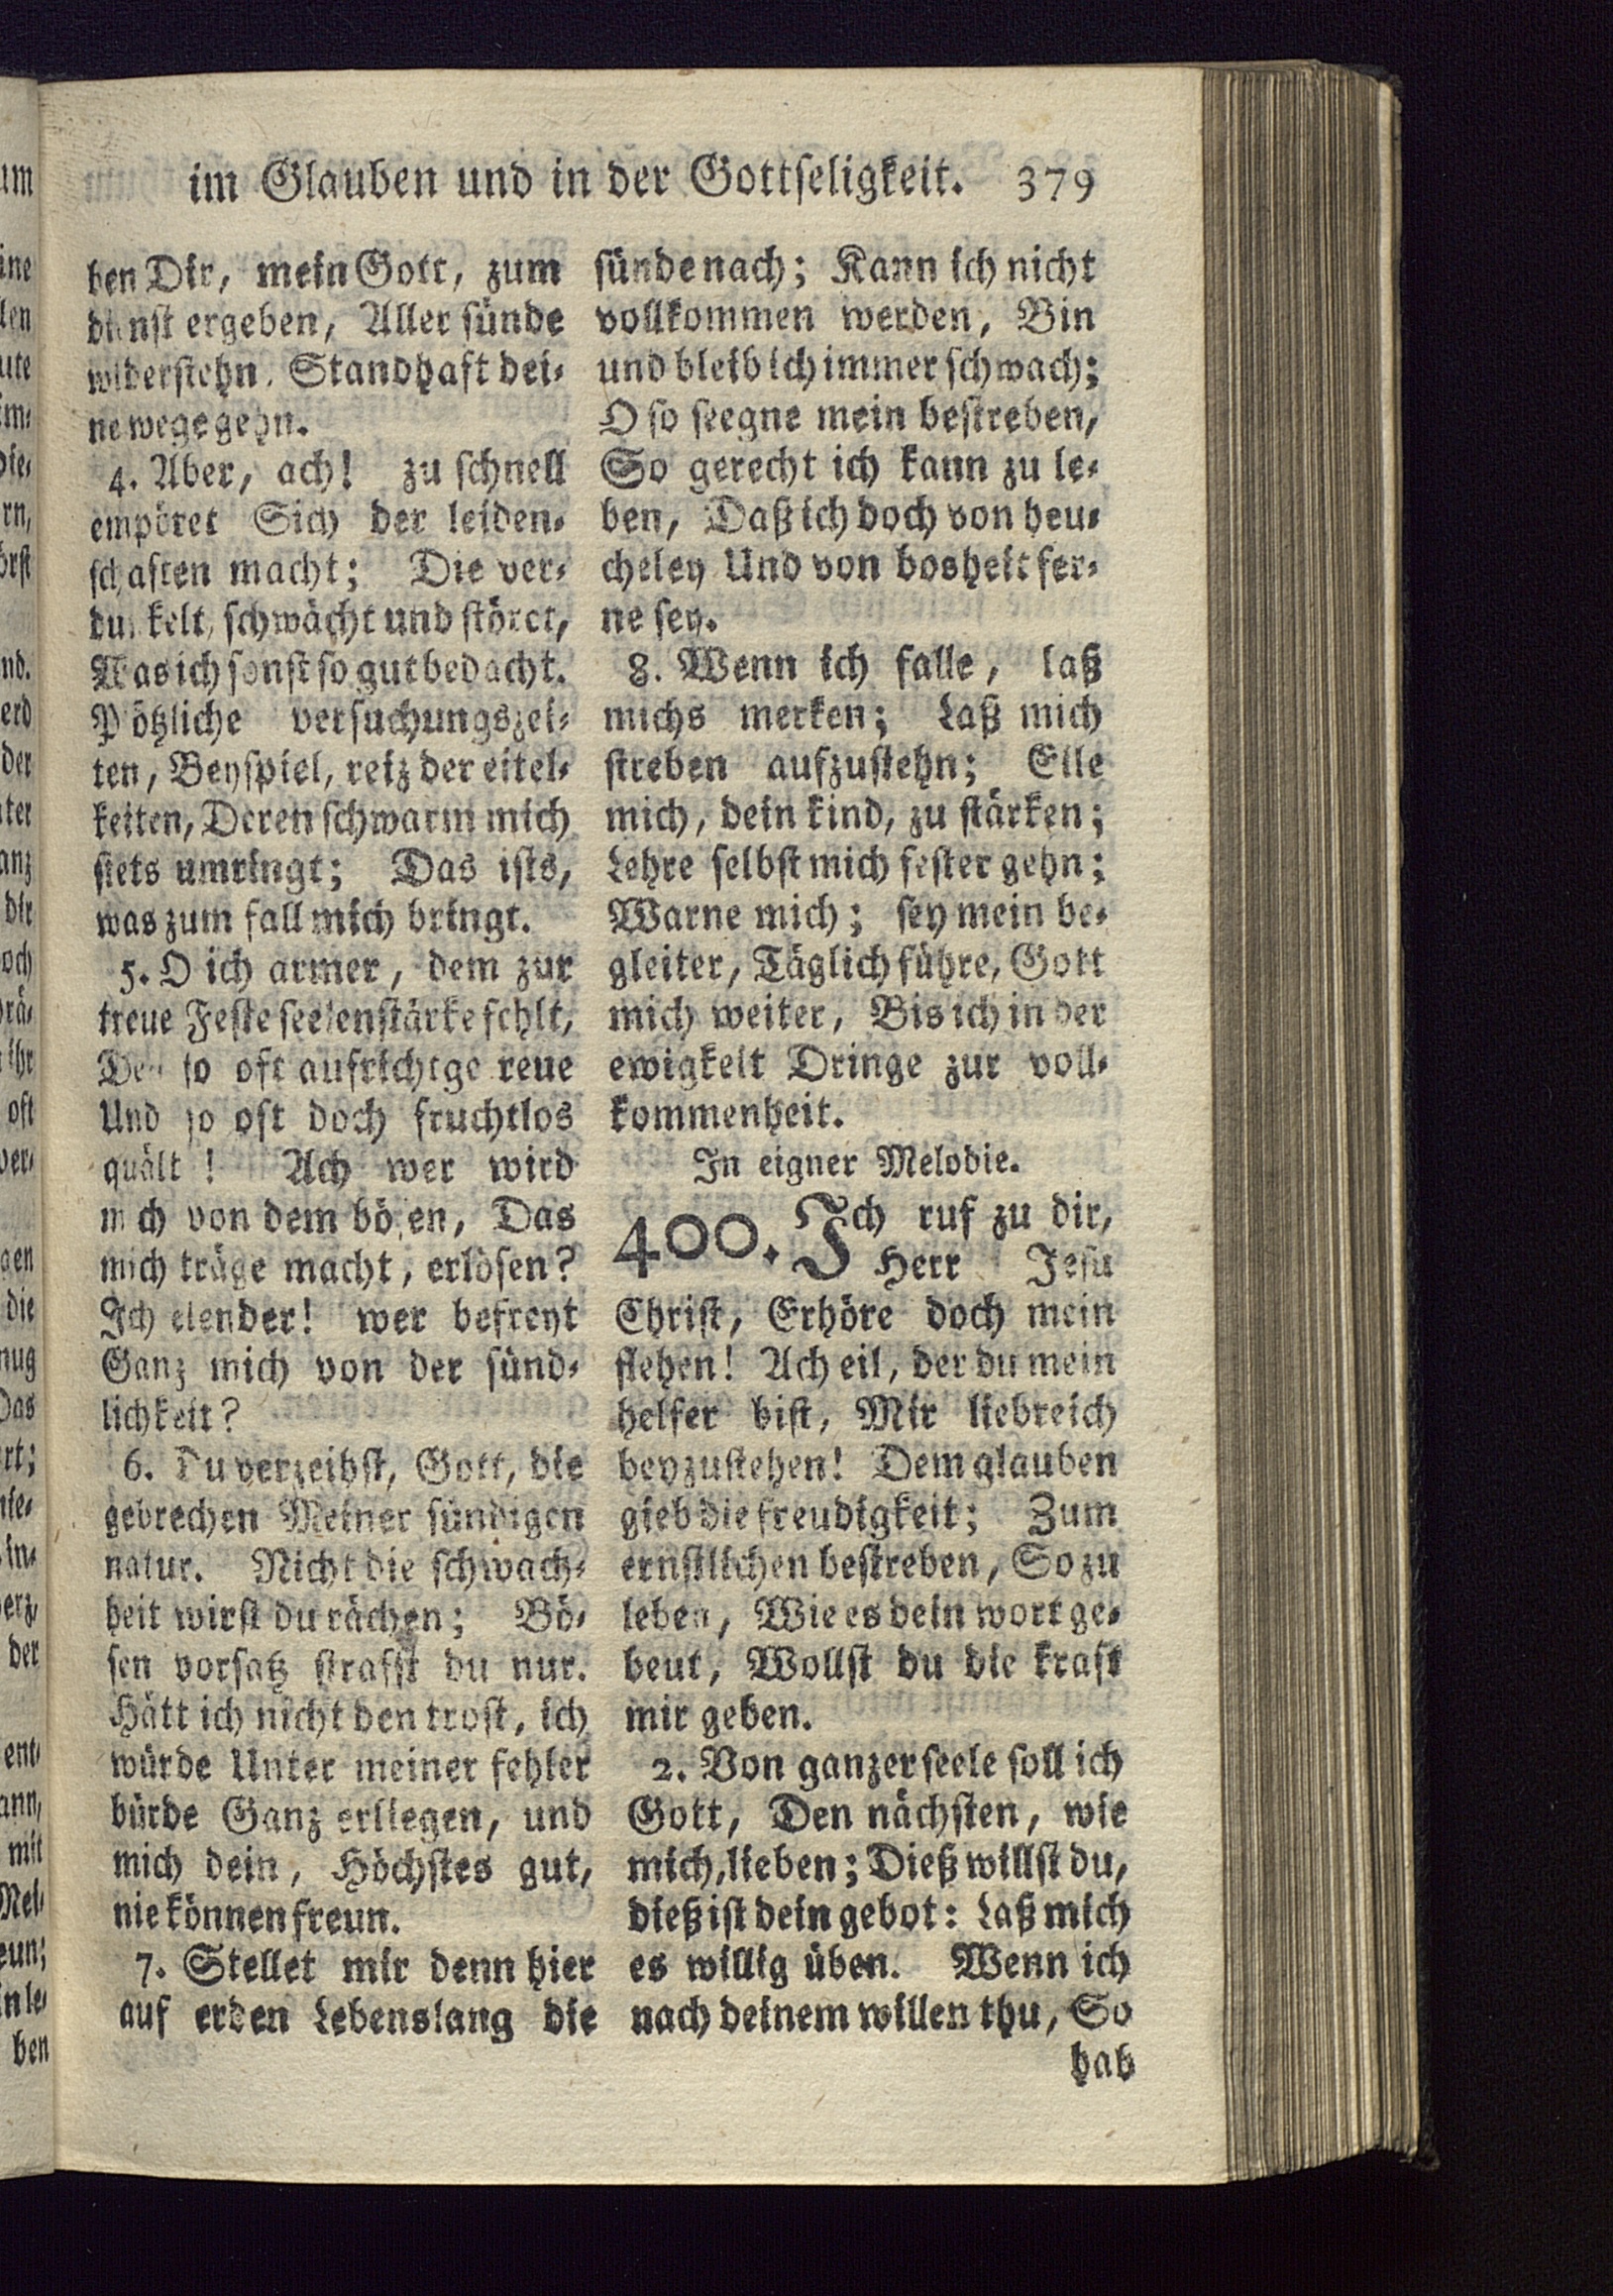 im Glauben und in der Gottseligkeit. 379
ben Dir, mein Gott, zum
dienst ergeben, Aller sünde
widerstehn, Standhaft dei-
ne wege gehn.
4. Aber, ach! zu schnell
empöret Sich der leiden-
schaften macht; Die ver-
dunkelt, schwächt und störet,
Was ich sonst so gut bedacht.
Plötzliche versuchungszei-
ten, Beyspiel, reiz der eitel-
keiten, Deren schwarm mich
stets umringt; Das ists,
was zum fall mich bringt.
5. O ich armer, dem zur
treue Feste seelenstärke fehlt,
Den so oft aufrichtge reue
Und so oft doch fruchtlos
quält! Ach wer wird
mich von dem bösen, Das
mich träge macht, erlösen?
Ich elender! wer befreyt
Ganz mich von der sünd-
lichkeit?
6. Du verzeihst, Gott, die
gebrechen Meiner sündigen
natur. Nicht die schwach-
heit wirst du rächen; Bö-
sen vorsatz strafst du nur.
Hätt ich nicht den trost, ich
würde Unter meiner fehler
bürde Ganz erliegen, und
mich dein, Höchstes gut,
nie können freun.
7. Stellet mir denn hier
auf erden Lebenslang die
sünde nach; Kann ich nicht
vollkommen werden, Bin
und bleib ich immer schwach;
O so seegne mein bestreben,
So gerecht ich kann zu le-
ben, Daß ich doch von heu-
cheley Und von bosheit fer-
ne sey.
8. Wenn ich falle, laß
michs merken; Laß mich
streben aufzustehn; Eile
mich, dein kind, zu stärken;
Lehre selbst mich fester gehn;
Warne mich; sey mein be-
gleiter, Täglich führe, Gott
mich weiter, Bis ich in der
ewigkeit Dringe zur voll-
kommenheit.
In eigner Melodie.
400. Ich ruf zu dir,
Herr Jesu
Christ, Erhöre doch mein
flehen! Ach eil, der du mein
helfer bist, Mir liebreich
beyzustehen! Dem glauben
gieb die freudigkeit; Zum
ernstlichen bestreben, So zu
leben, Wie es dein wort ge-
beut, Wollst du die kraft
mir geben.
2. Von ganzer seele soll ich
Gott, Den nächsten, wie
mich, lieben; Dieß willst du,
dieß ist dein gebot: Laß mich
es willig üben. Wenn ich
nach deinem willen thu, So
hab